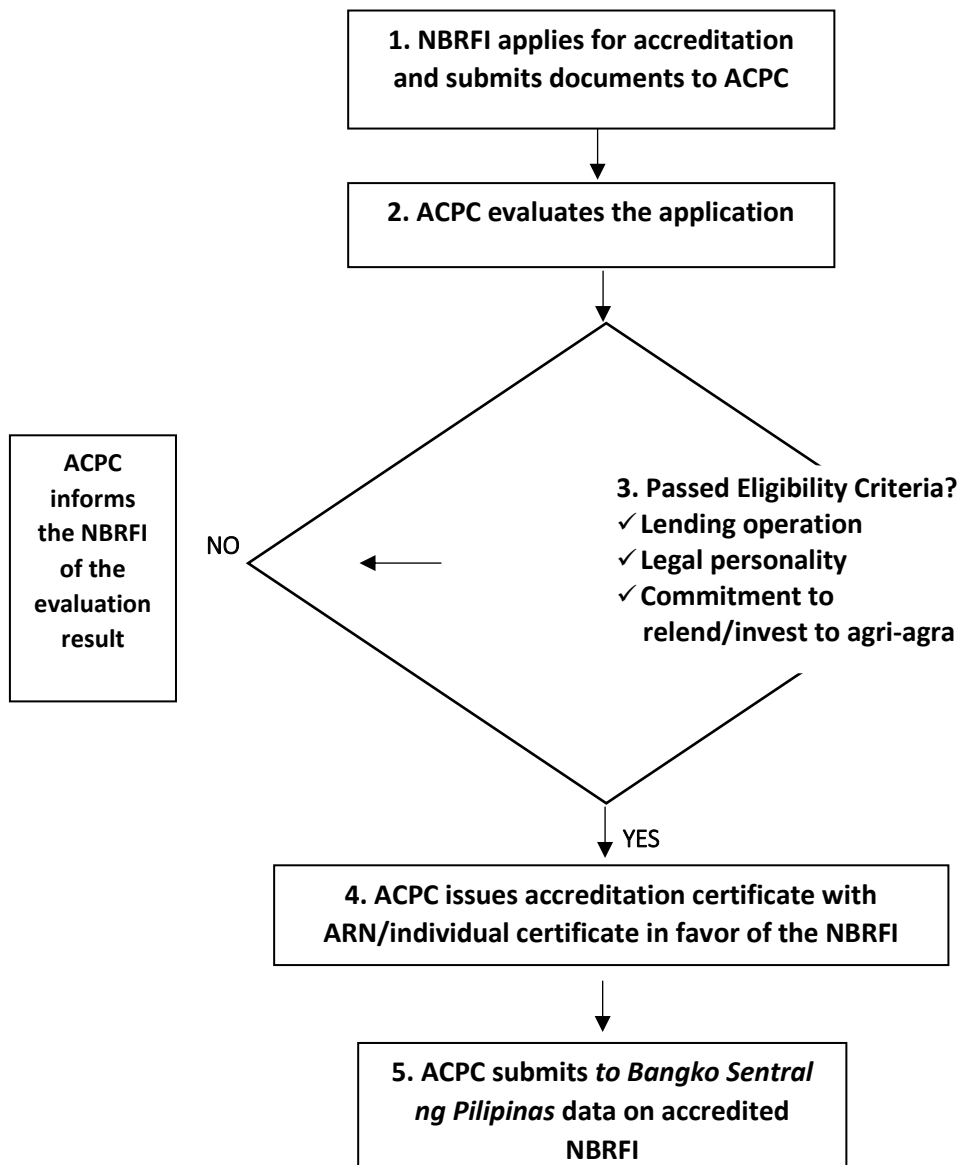 1. NBRFI applies for accreditation
and submits documents to ACPC
2. ACPC evaluates the application
3. Passed Eligibility Criteria?
✓ Lending operation
✓ Legal personality
✓ Commitment to
relend/invest to agri-agra
NO
ACPC
informs
the NBRFI
of the
evaluation
result
YES
4. ACPC issues accreditation certificate with
ARN/individual certificate in favor of the NBRFI
5. ACPC submits to Bangko Sentral
ng Pilipinas data on accredited
NBRFI